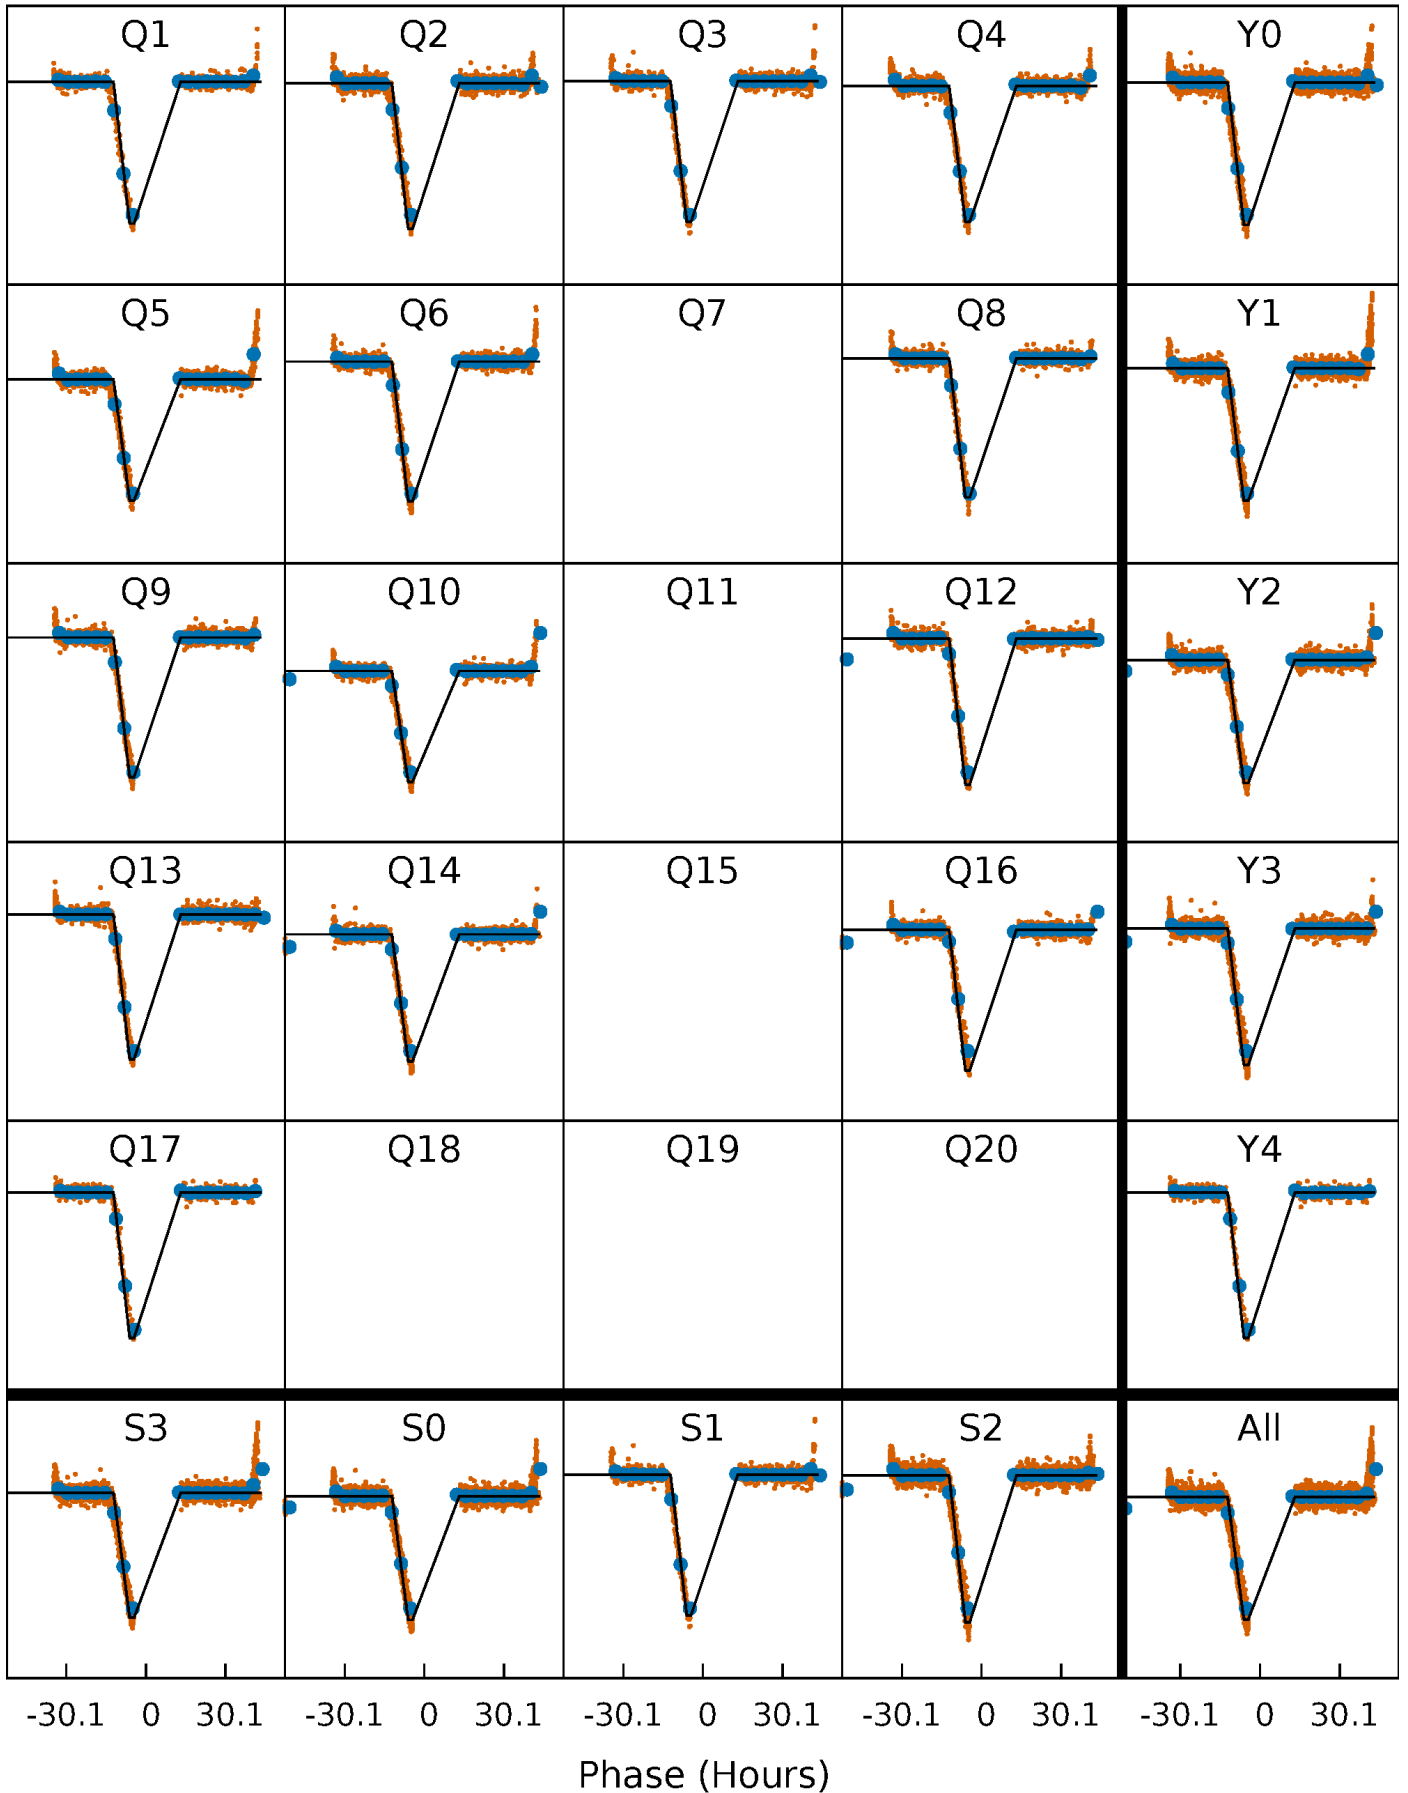 Q1 Q2 Q3 Q4 Y0
Q5 Q6 Q7 Q8 Y1
Q9 Q10 Q11 Q12 Y2
Q13 Q14 Q15 Q16 Y3
Q17 Q18 Q19 Q20 Y4
S3 S0 S1 S2 All
-30.1 0 30.1 -30.1 0 30.1 -30.1 0 30.1 -30.1 0 30.1 -30.1 0 30.1
Phase (Hours)